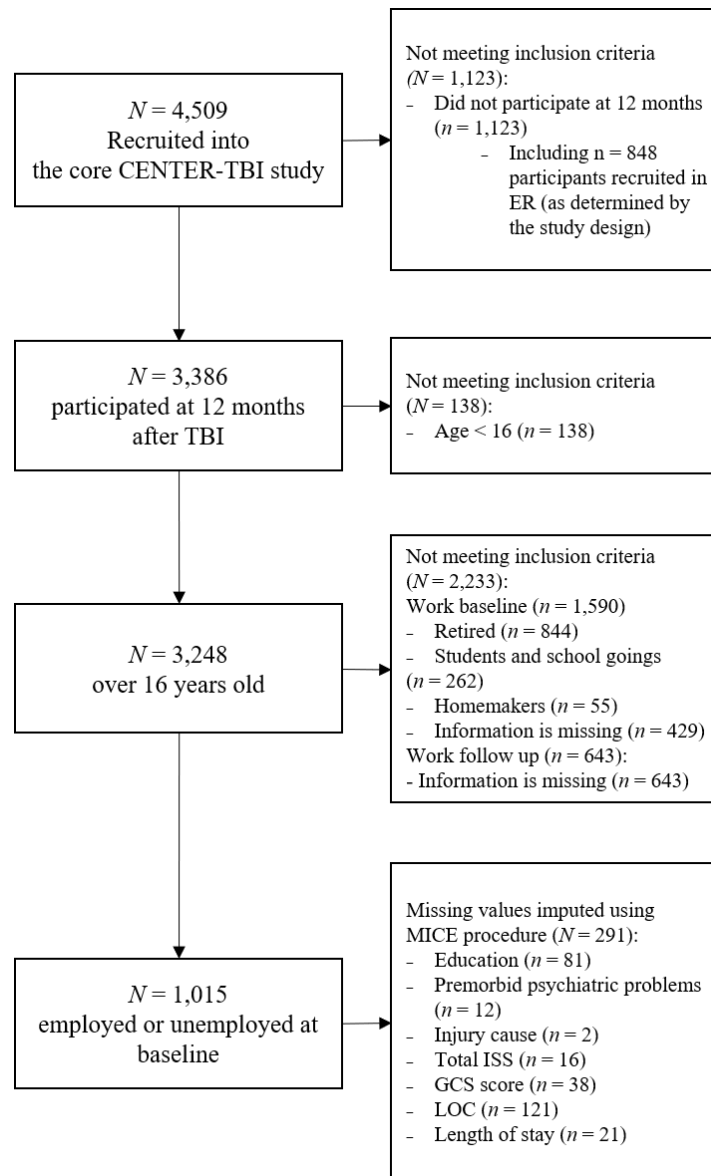 N = 4,509
Recruited into
the core CENTER-TBI study
Not meeting inclusion criteria
(N = 1,123):
- Did not participate at 12 months
(n = 1,123)
- Including n = 848
participants recruited in
ER (as determined by
the study design)
N = 3,386
participated at 12 months
after TBI
Not meeting inclusion criteria
(N = 138):
- Age < 16 (n = 138)
N = 3,248
over 16 years old
Not meeting inclusion criteria
(N = 2,233):
Work baseline (n = 1,590)
- Retired (n = 844)
- Students and school goings
(n = 262)
- Homemakers (n = 55)
- Information is missing (n = 429)
Work follow up (n = 643):
- Information is missing (n = 643)
N = 1,015
employed or unemployed at
baseline
Missing values imputed using
MICE procedure (N = 291):
- Education (n = 81)
- Premorbid psychiatric problems
(n = 12)
- Injury cause (n = 2)
- Total ISS (n = 16)
- GCS score (n = 38)
- LOC (n = 121)
- Length of stay (n = 21)